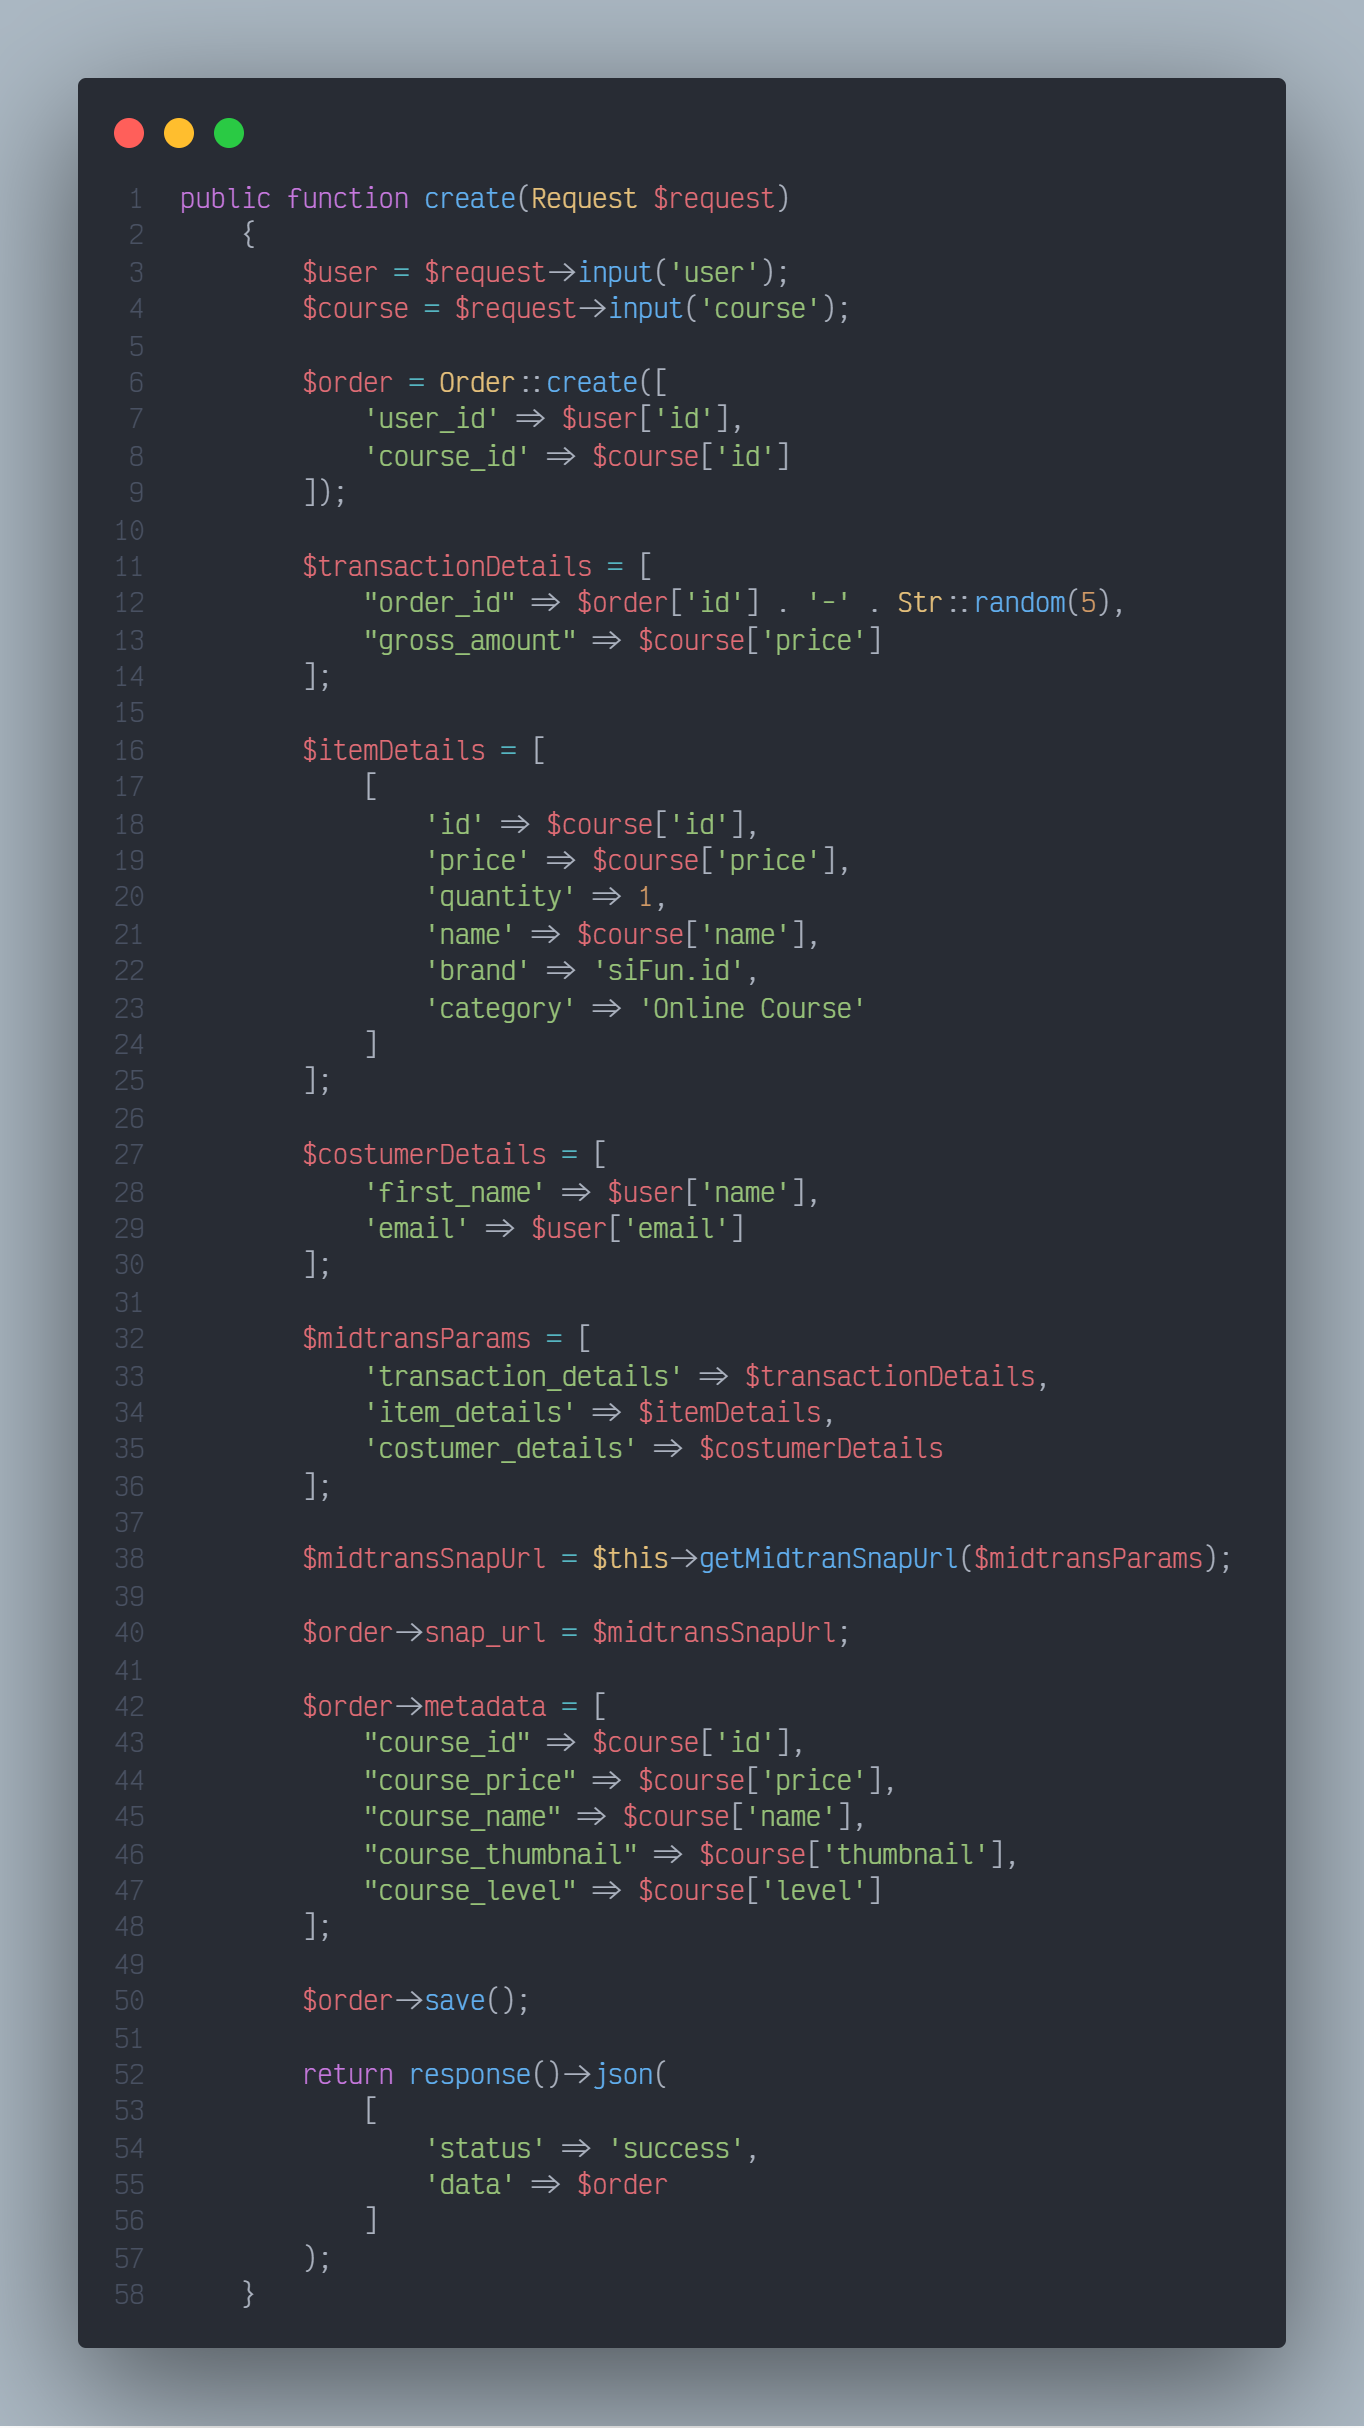 1 public function create(Request $request)
2 {
3 $user = $request->input('user');
4 $course = $request->input('course');
5
6 $order = Order::create([
7 'user_id' => $user['id'],
8 'course_id' => $course['id']
9 ]);
10
11 $transactionDetails = [
12 "order_id" => $order['id'] . '-' . Str::random(5),
13 "gross_amount" => $course['price']
14 ];
15
16 $itemDetails = [
17 [
18 'id' => $course['id'],
19 'price' => $course['price'],
20 'quantity' => 1,
21 'name' => $course['name'],
22 'brand' => 'siFun.id',
23 'category' => 'Online Course'
24 ]
25 ];
26
27 $costumerDetails = [
28 'first_name' => $user['name'],
29 'email' => $user['email']
30 ];
31
32 $midtransParams = [
33 'transaction_details' => $transactionDetails,
34 'item_details' => $itemDetails,
35 'costumer_details' => $costumerDetails
36 ];
37
38 $midtransSnapUrl = $this->getMidtranSnapUrl($midtransParams);
39
40 $order->snap_url = $midtransSnapUrl;
41
42 $order->metadata = [
43 "course_id" => $course['id'],
44 "course_price" => $course['price'],
45 "course_name" => $course['name'],
46 "course_thumbnail" => $course['thumbnail'],
47 "course_level" => $course['level']
48 ];
49
50 $order->save();
51
52 return response()->json(
53 [
54 'status' => 'success',
55 'data' => $order
56 ]
57 );
58 }